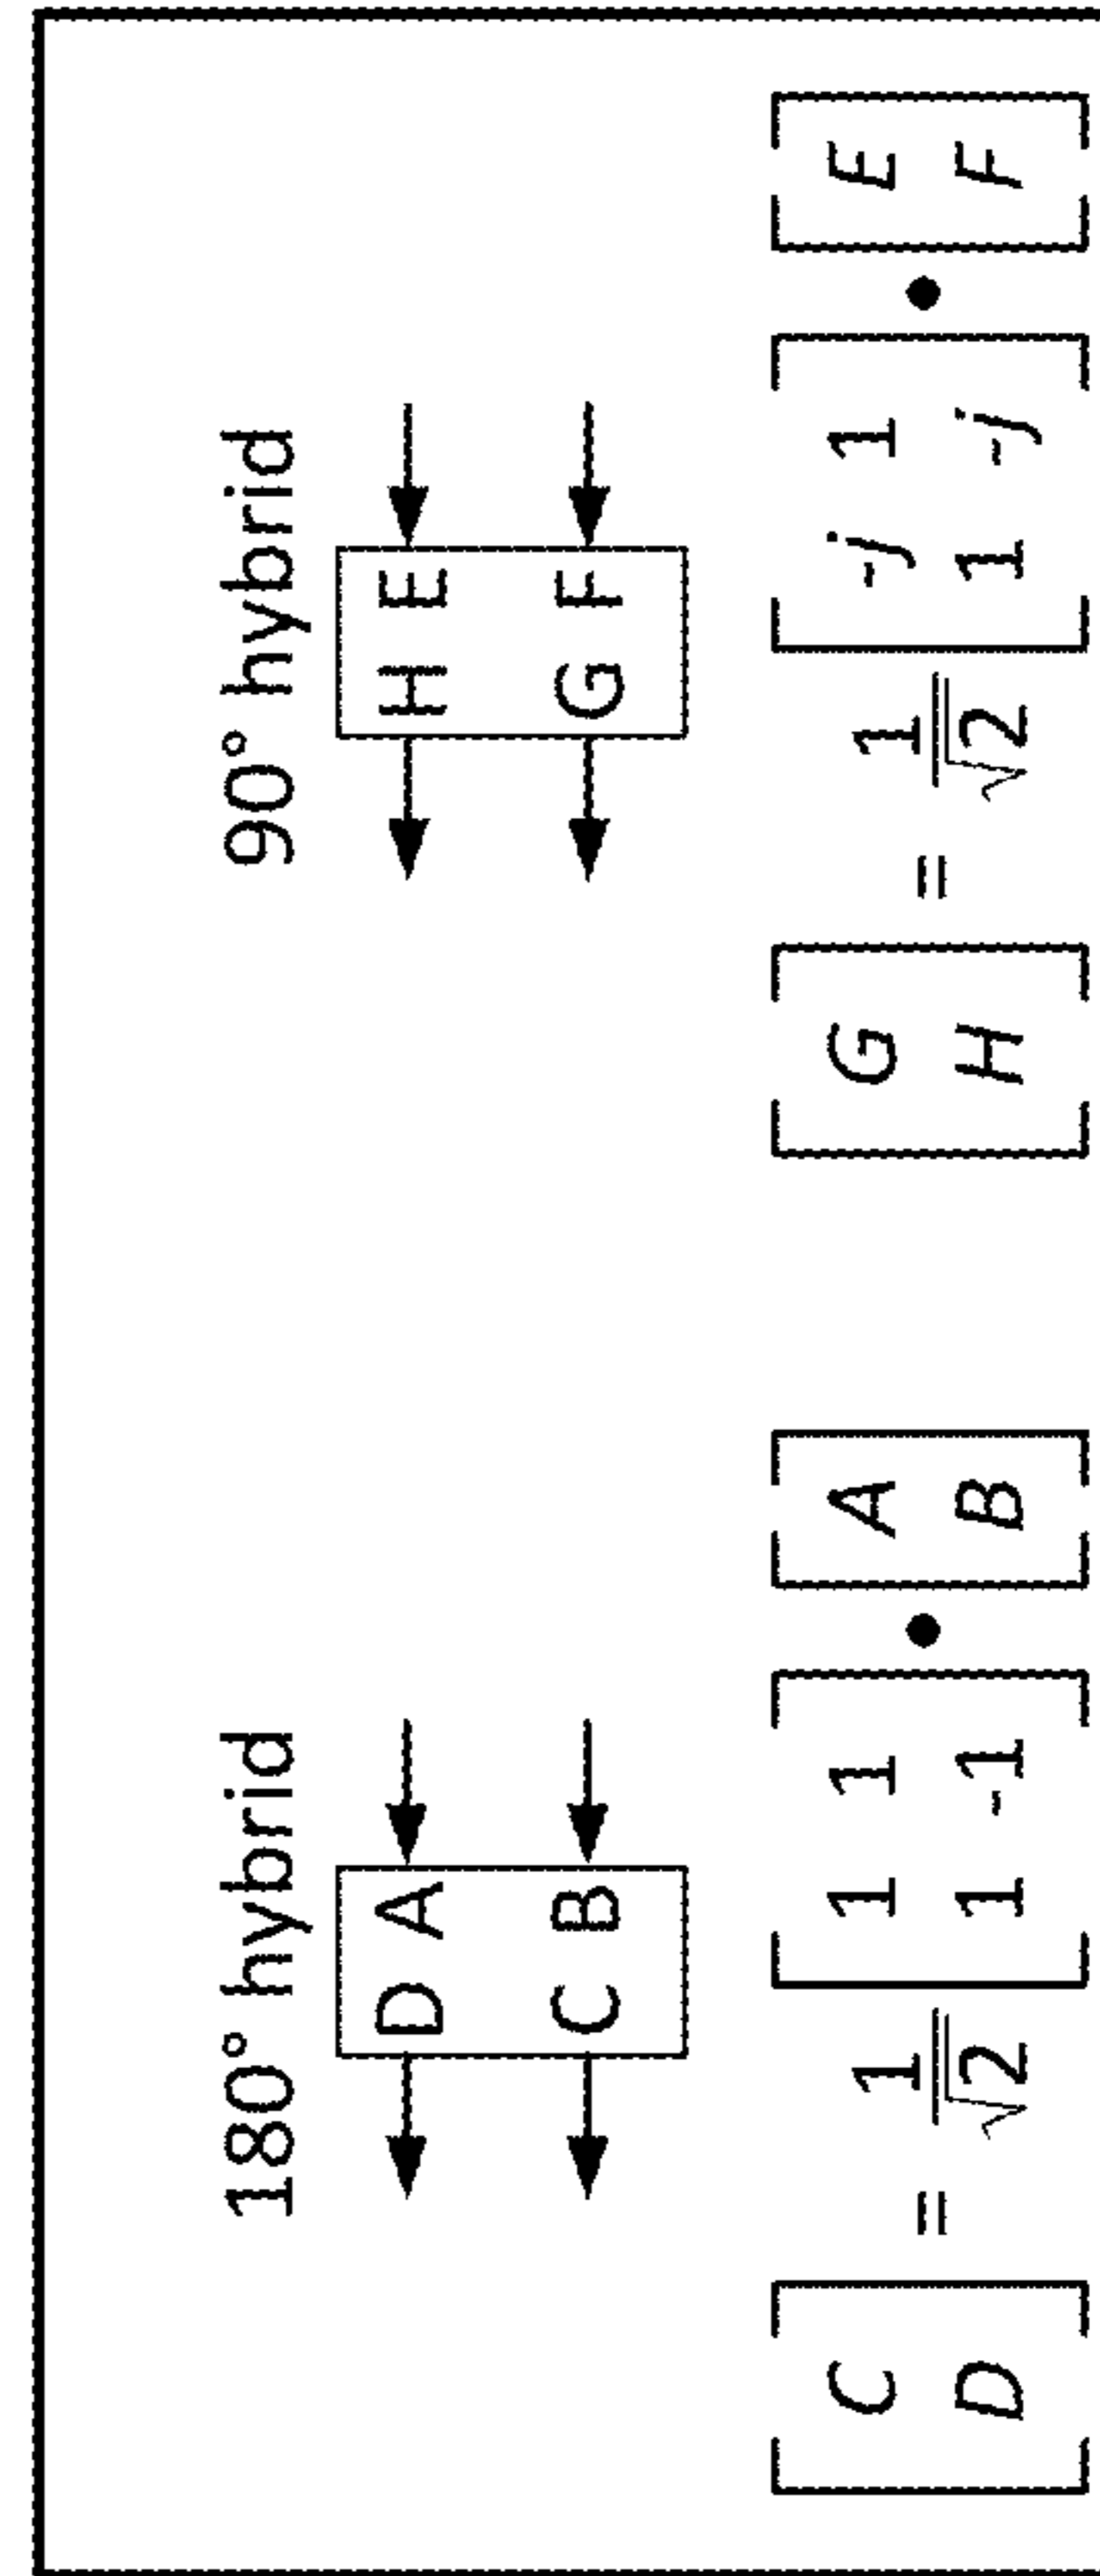 180° hybrid
D A
C B
[C D] = 1/√2 [1 1 1 -1] • [A B]
90° hybrid
H E
G F
[G H] = 1/√2 [-j 1 1 -j] • [E F]